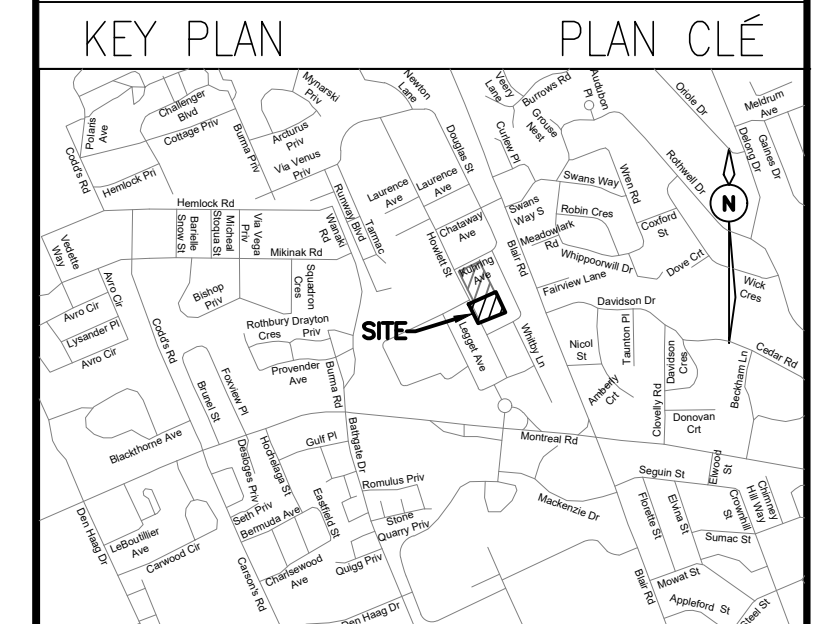 KEY PLAN PLAN CLÉ
Mynarski
Priv
Newton
Lane
Veery
Lane
Burrows Rd
Audubon
Pl
Oriole Dr
Meldrum
Ave
Challenger
Blvd
Polaris
Ave
Cottage Priv
Burma Priv
Arcturus
Priv
Via Venus
Priv
Douglas St
Curlew Pl
Grouse
Nest
Delong Dr
Gaines Dr
Codd's Rd
Hemlock Pri
Laurence
Ave
Laurence
Ave
Swans Way
Wren Rd
Rothwell Dr
N
Hemlock Rd
Runway Blvd
Tarmac
Wanaki
Rd
Chataway
Ave
Swans
Way S
Robin Cres
Coxford
St
Vedette
Way
Barielle
Snow St
Stoqua St
Micheal
Priv
Via Vega
Mikinak Rd
Howlett St
Blair Rd
Meadowlark
Rd
Whippoorwill Dr
Dove Crt
Kuhring
Ave
Fairview Lane
Wick
Cres
Avro Cir
Avro Cir
Lysander Pl
Avro Cir
Bishop
Priv
Squadron
Cres
Davidson Dr
SITE
Codd's Rd
Rothbury
Cres
Drayton
Priv
Legget Ave
Whitby Ln
Nicol
St
Taunton Pl
Davidson
Cres
Cedar Rd
Provender
Ave
Burma Rd
Beckham Ln
Brunel St
Foxview Pl
Amberly
Crt
Clovelly Rd
Donovan
Crt
Blackthorne Ave
Gulf Pl
Bathgate Dr
Montreal Rd
Desloges Priv
Hochelaga St
Seguin St
Elwood
St
Romulus Priv
Mackenzie Dr
Florette St
Elvina St
Crownhill
St
Chimney
Hill Way
Den Haag Dr
LeBoutillier
Ave
Seth Priv
Bermuda Ave
Eastfield St
Stone
Quarry Priv
Sumac St
Carwood Cir
Carson's Rd
Charlsewood
Ave
Quigg Priv
Blair Rd
Mowat St
Appleford St
Steel St
Den Haag Dr